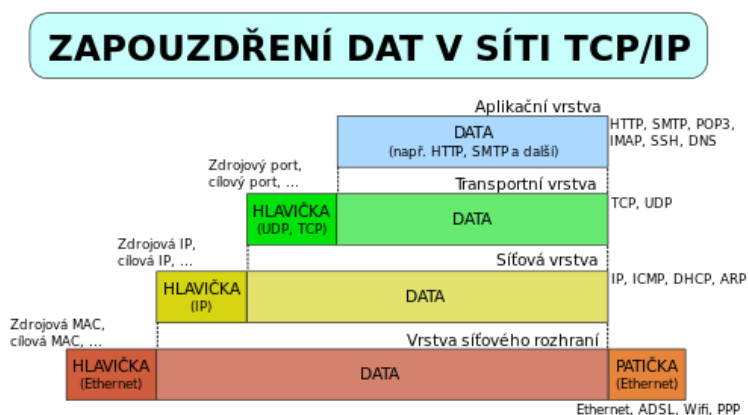 ZAPOUZDŘENÍ DAT V SÍTI TCP/IP
Aplikační vrstva
DATA
(např. HTTP, SMTP a další)
HTTP, SMTP, POP3,
IMAP, SSH, DNS
Zdrojový port,
cílový port, ...
Transportní vrstva
HLAVIČKA
(UDP, TCP)
DATA
TCP, UDP
Zdrojová IP,
cílová IP, ...
Síťová vrstva
HLAVIČKA
(IP)
DATA
IP, ICMP, DHCP, ARP
Zdrojová MAC,
cílová MAC, ...
Vrstva síťového rozhraní
HLAVIČKA
(Ethernet)
DATA
PATIČKA
(Ethernet)
Ethernet, ADSL, Wifi, PPP